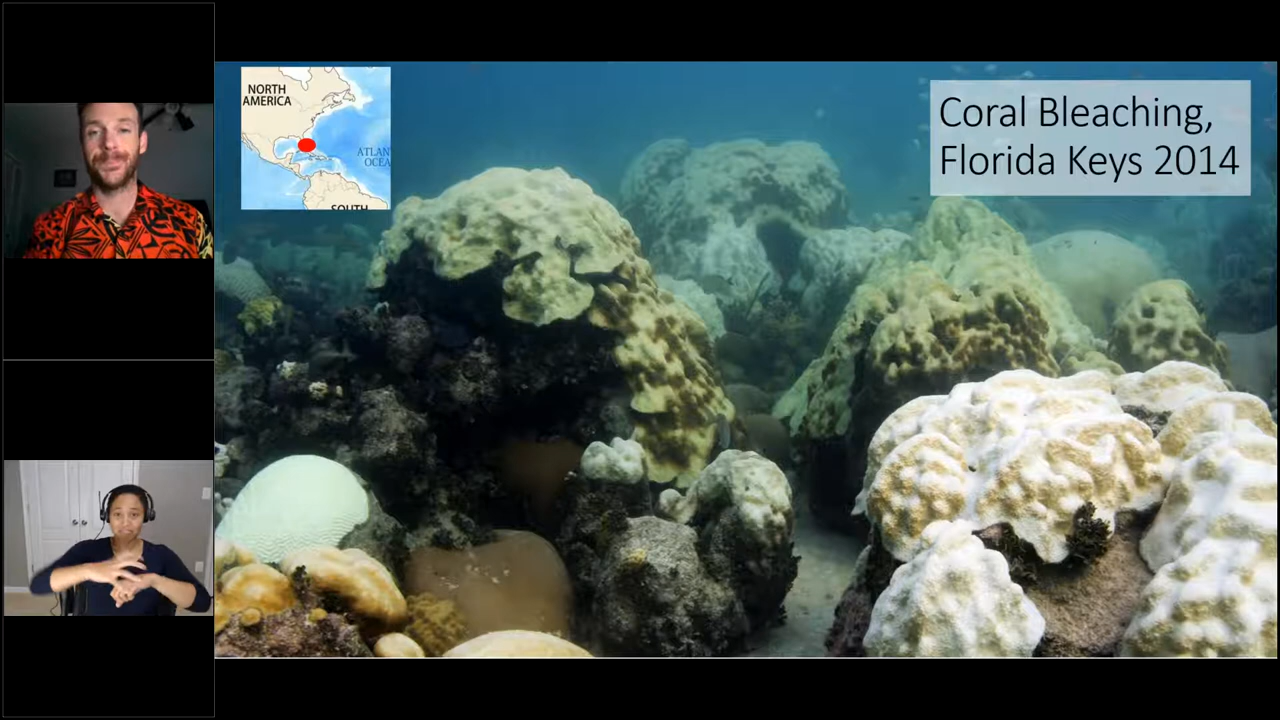 NORTH
AMERICA
ATLAN
OCEA
SOUTH
Coral Bleaching,
Florida Keys 2014